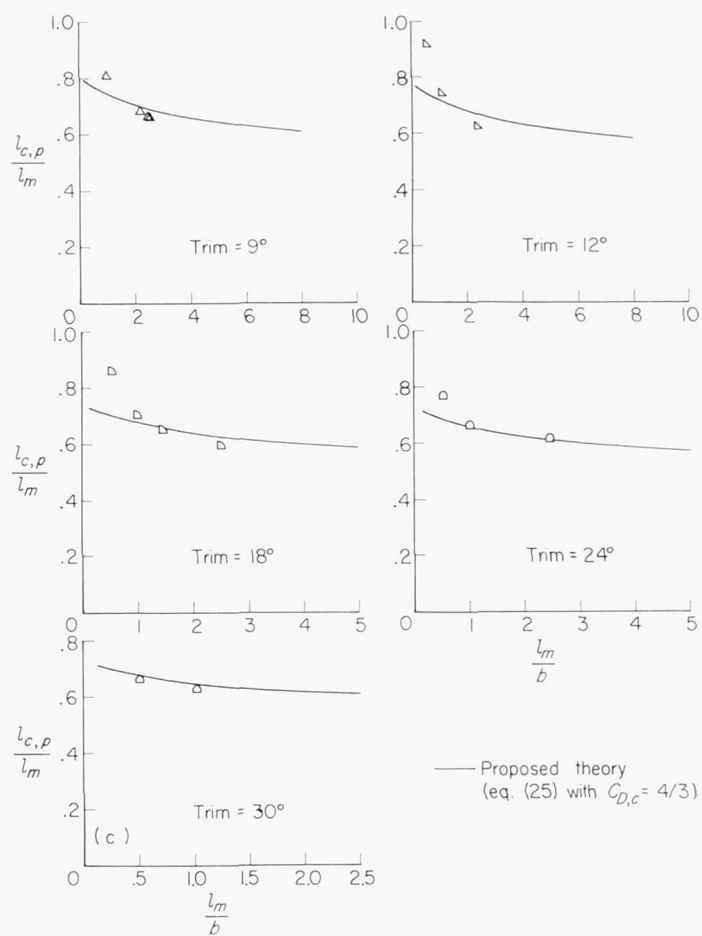 1.0
.8
.6
.4
.2
0
l_{c,p}/l_m
Trim = 9°
2 4 6 8 10
1.0
.8
.6
.4
.2
0
Trim = 12°
2 4 6 8 10
1.0
.8
.6
.4
.2
0
l_{c,p}/l_m
Trim = 18°
1 2 3 4 5
1.0
.8
.6
.4
.2
0
Trim = 24°
1 2 3 4 5
l_m/b
.8
.6
.4
.2
0
l_{c,p}/l_m
Trim = 30°
(c)
.5 1.0 1.5 2.0 2.5
l_m/b
Proposed theory
(eq. (25) with C_{D,c} = 4/3)